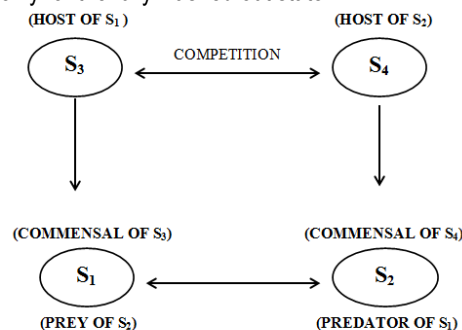 (HOST OF S₁) (HOST OF S₂)
COMPETITION
S₃ S₄
(COMMENSAL OF S₃) (COMMENSAL OF S₄)
S₁ S₂
(PREY OF S₂) (PREDATOR OF S₁)